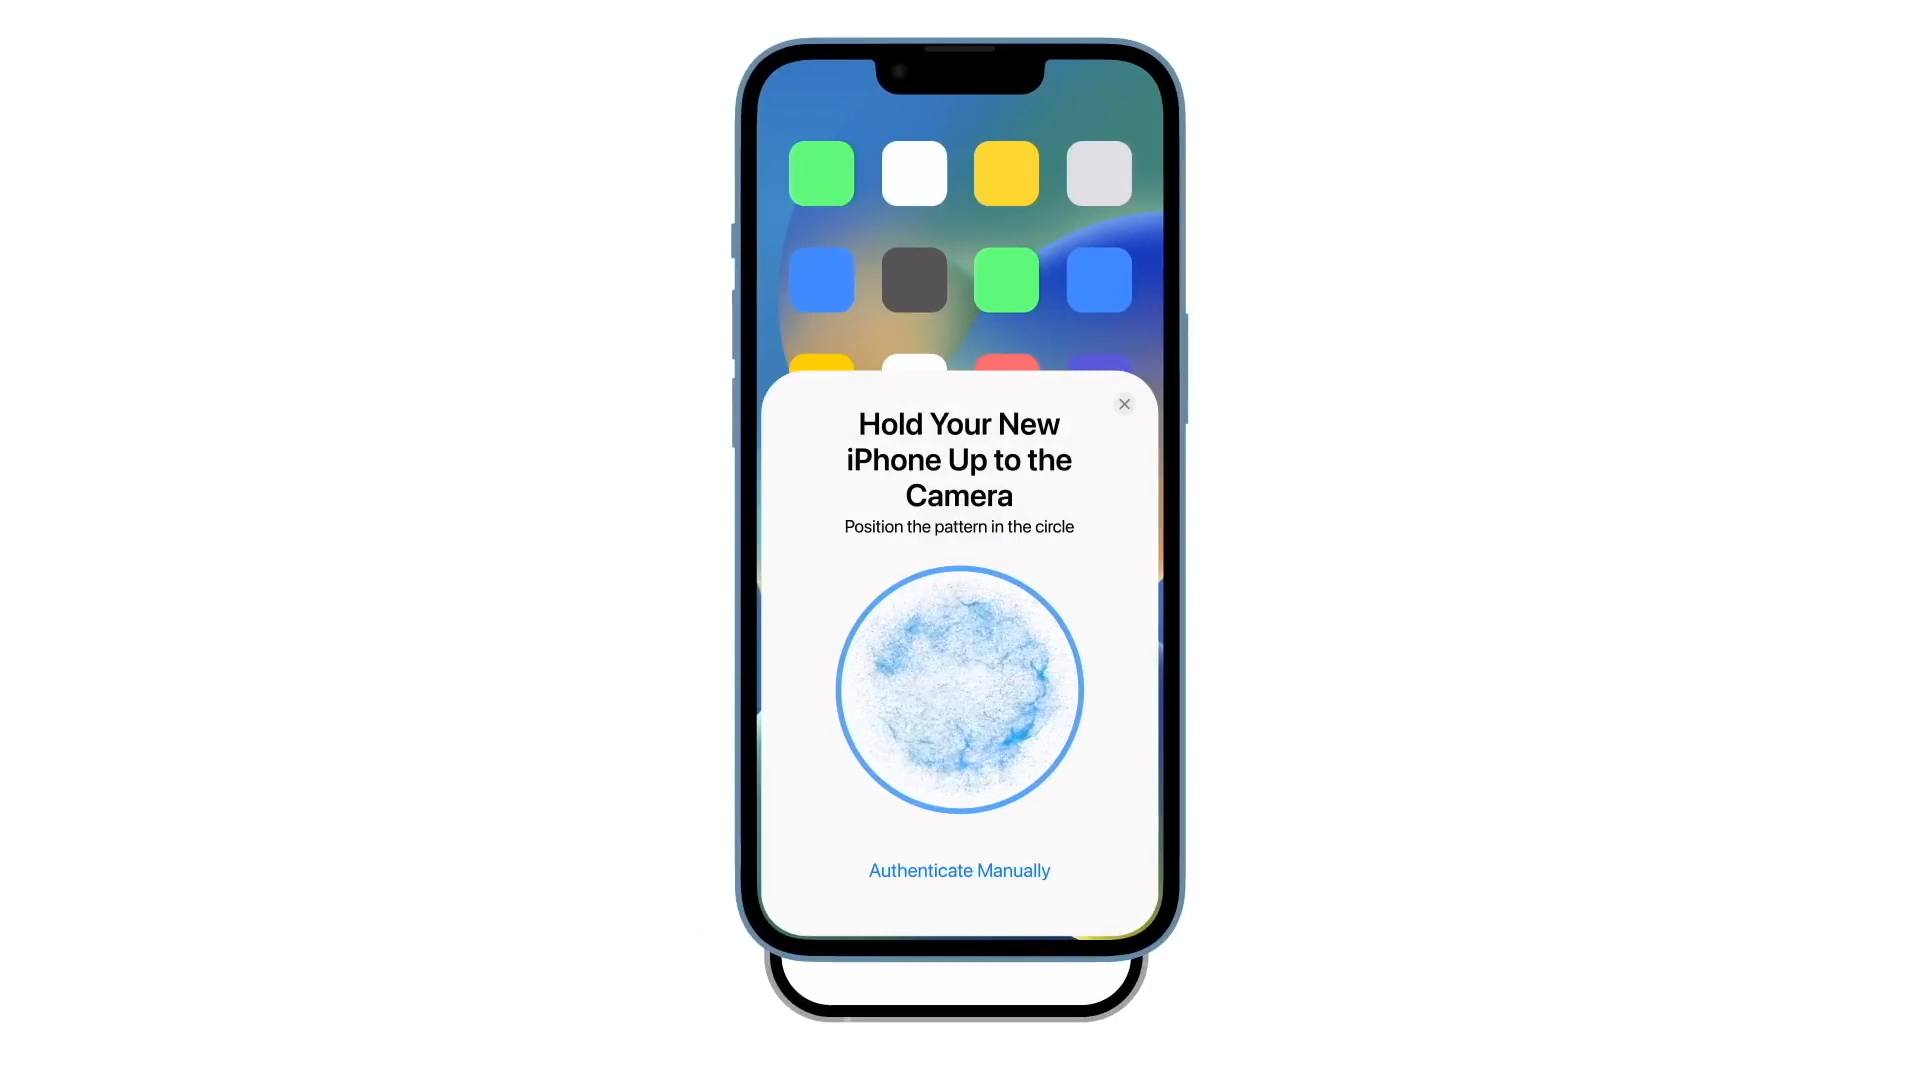 Hold Your New
iPhone Up to the
Camera
Position the pattern in the circle
Authenticate Manually